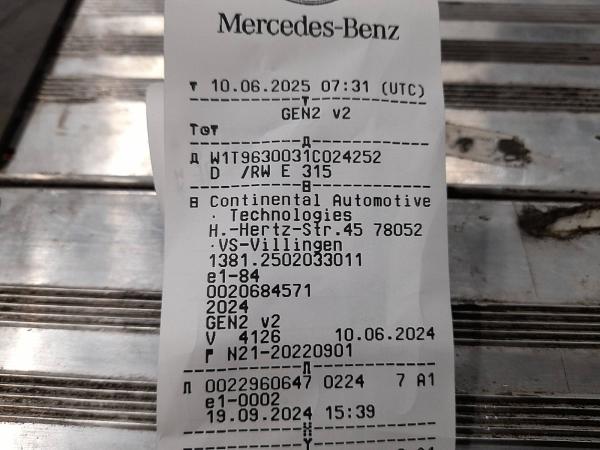 Mercedes-Benz
▼ 10.06.2025 07:31 (UTC)
GEN2 v2
W1T9630031C024252
D /RW E 315
Continental Automotive
· Technologies
H.-Hertz-Str.45 78052
·VS-Villingen
1381.2502033011
e1-84
0020684571
2024
GEN2 v2
V 4126 10.06.2024
N21-20220901
0022960647 0224 7 A1
e1-0002
19.09.2024 15:39